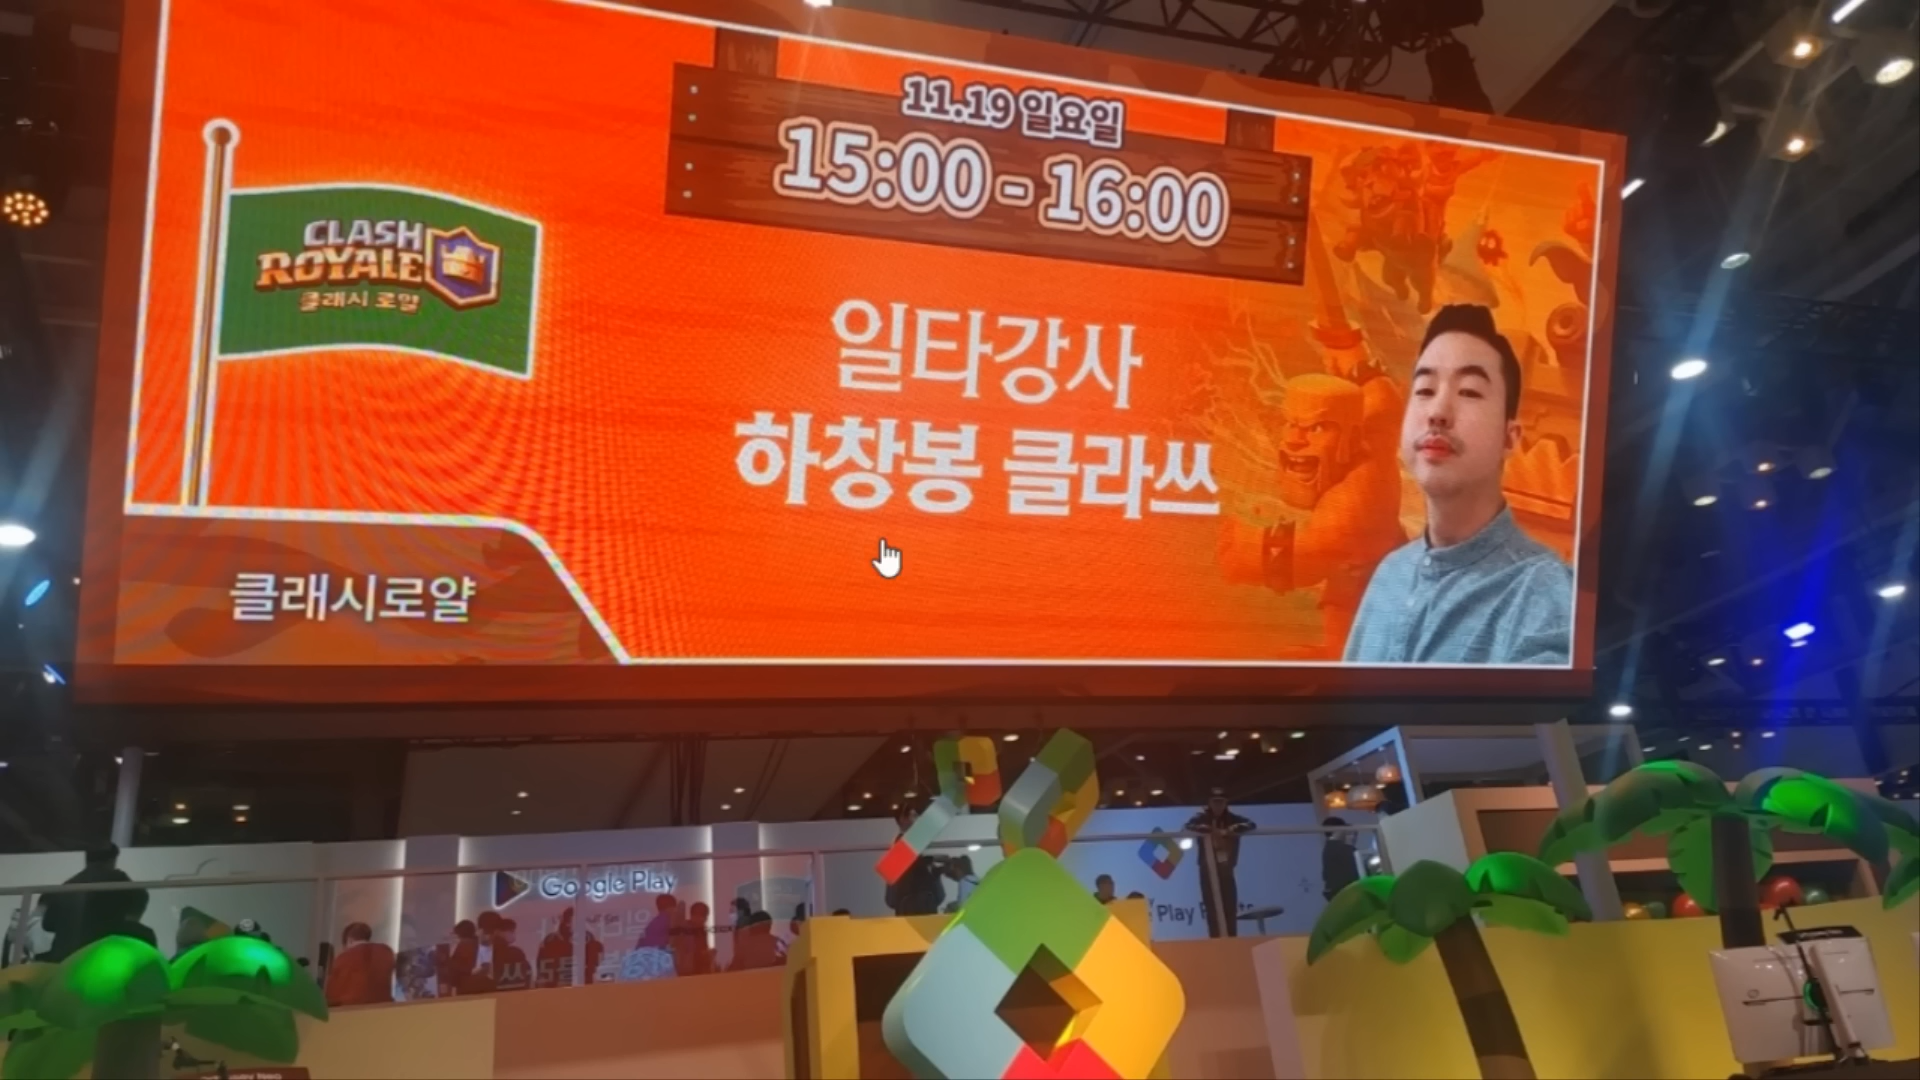 11.19 일요일
15:00 - 16:00
CLASH
ROYALE
클래시 로얄
일타강사
하창봉 클라쓰
클래시로얄
Google Play
Play